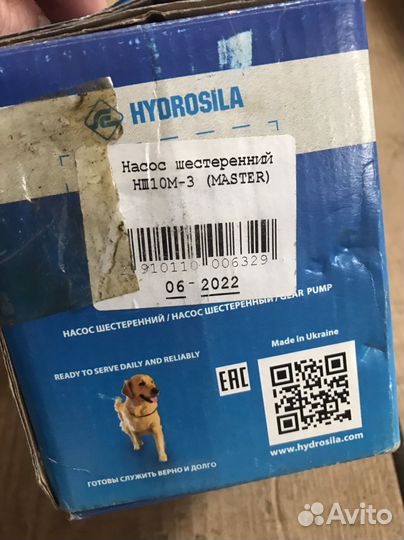 HYDROSILA
Насос шестеренний
НШ10М-3 (MASTER)
910110 006329
06-2022
НАСОС ШЕСТЕРЕННИЙ / НАСОС ШЕСТЕРЕННЫЙ / GEAR PUMP
Made in Ukraine
READY TO SERVE DAILY AND RELIABLY
EAC
ГОТОВЫ СЛУЖИТЬ ВЕРНО И ДОЛГО
www.hydrosila.com
Avito